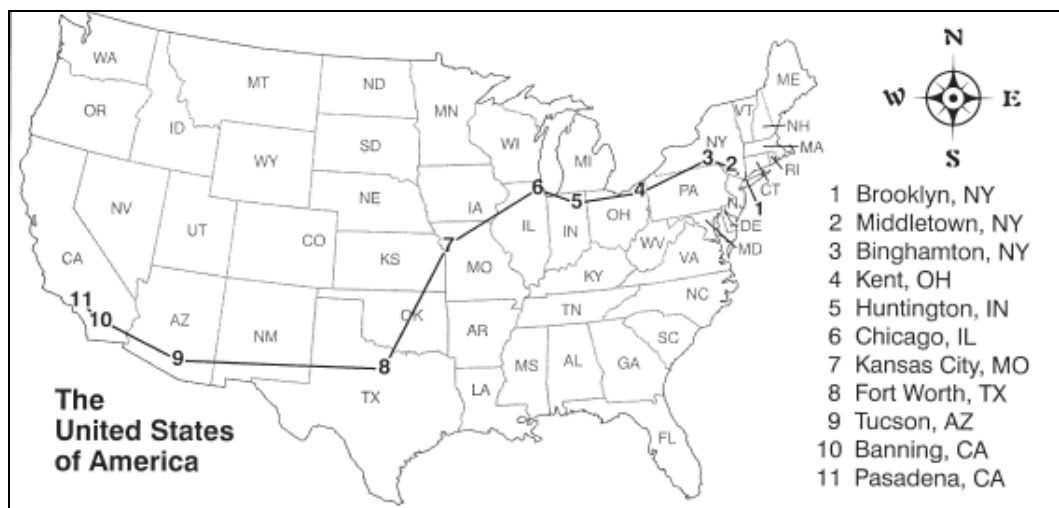 WA
MT
ND
MN
ME
VT
NH
OR
ID
SD
WI
NY
MA
MI
RI
WY
CT
IA
PA
NJ
NE
OH
DE
NV
IL
IN
MD
UT
CO
WV
CA
KS
MO
VA
KY
NC
TN
AZ
NM
OK
AR
SC
MS
AL
GA
TX
LA
FL
1
2
3
4
5
6
7
8
9
10
11
The
United States
of America
N
W E
S
1 Brooklyn, NY
2 Middletown, NY
3 Binghamton, NY
4 Kent, OH
5 Huntington, IN
6 Chicago, IL
7 Kansas City, MO
8 Fort Worth, TX
9 Tucson, AZ
10 Banning, CA
11 Pasadena, CA